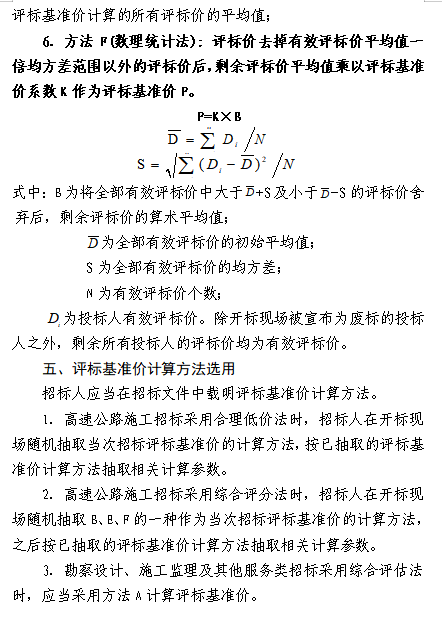 评标基准价计算的所有评标价的平均值；
6. 方法 F(数理统计法)：评标价去掉有效评标价平均值一
倍均方差范围以外的评标价后，剩余评标价平均值乘以评标基准
价系数 K 作为评标基准价 P。
P=K×B
D̅ = ∑ Dᵢ / N
S = √∑(Dᵢ − D̅)² / N
式中：B 为将全部有效评标价中大于D̅+S 及小于D̅-S 的评标价舍
弃后，剩余评标价的算术平均值；
D̅为全部有效评标价的初始平均值；
S 为全部有效评标价的均方差；
N 为有效评标价个数；
Dᵢ为投标人有效评标价。除开标现场被宣布为废标的投标
人之外，剩余所有投标人的评标价均为有效评标价。
五、评标基准价计算方法选用
招标人应当在招标文件中载明评标基准价计算方法。
1. 高速公路施工招标采用合理低价法时，招标人在开标现
场随机抽取当次招标评标基准价的计算方法，按已抽取的评标基
准价计算方法抽取相关计算参数。
2. 高速公路施工招标采用综合评分法时，招标人在开标现
场随机抽取 B、E、F 的一种作为当次招标评标基准价的计算方法，
之后按已抽取的评标基准价计算方法抽取相关计算参数。
3. 勘察设计、施工监理及其他服务类招标采用综合评估法
时，应当采用方法 A 计算评标基准价。